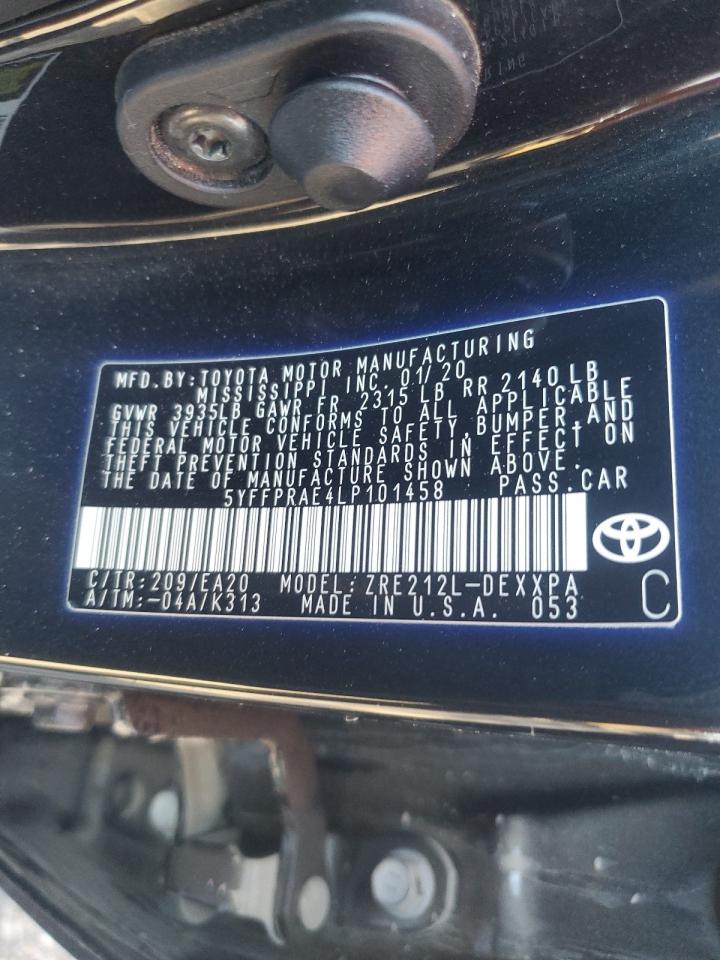 MFD.BY:TOYOTA MOTOR MANUFACTURING
MISSISSIPPI INC. 01/20
GVWR 3935LB GAWR FR 2315 LB RR 2140LB
THIS VEHICLE CONFORMS TO ALL APPLICABLE
FEDERAL MOTOR VEHICLE SAFETY, BUMPER, AND
THEFT PREVENTION STANDARDS IN EFFECT ON
THE DATE OF MANUFACTURE SHOWN ABOVE.
5YFFPRAE4LP101458 PASS.CAR
C/TR:209/EA20 MODEL:ZRE212L-DEXXPA
A/TM:-04A/K313 MADE IN U.S.A. 053 C